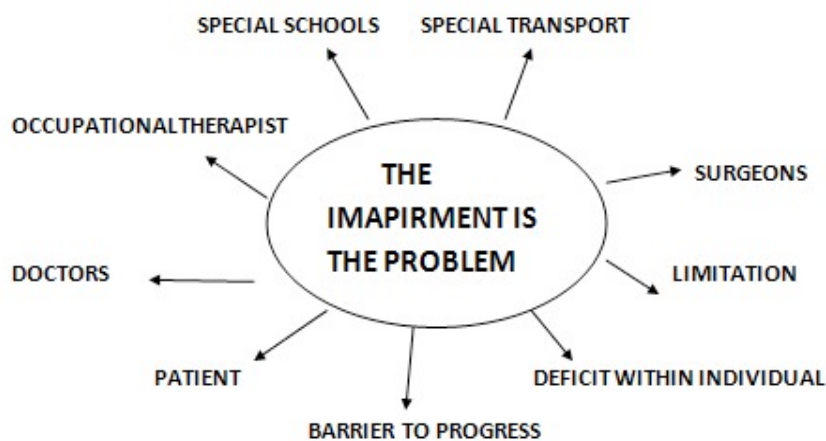 SPECIAL SCHOOLS
SPECIAL TRANSPORT
OCCUPATIONALTHERAPIST
THE
IMAPIRMENT IS
THE PROBLEM
SURGEONS
DOCTORS
LIMITATION
PATIENT
DEFICIT WITHIN INDIVIDUAL
BARRIER TO PROGRESS